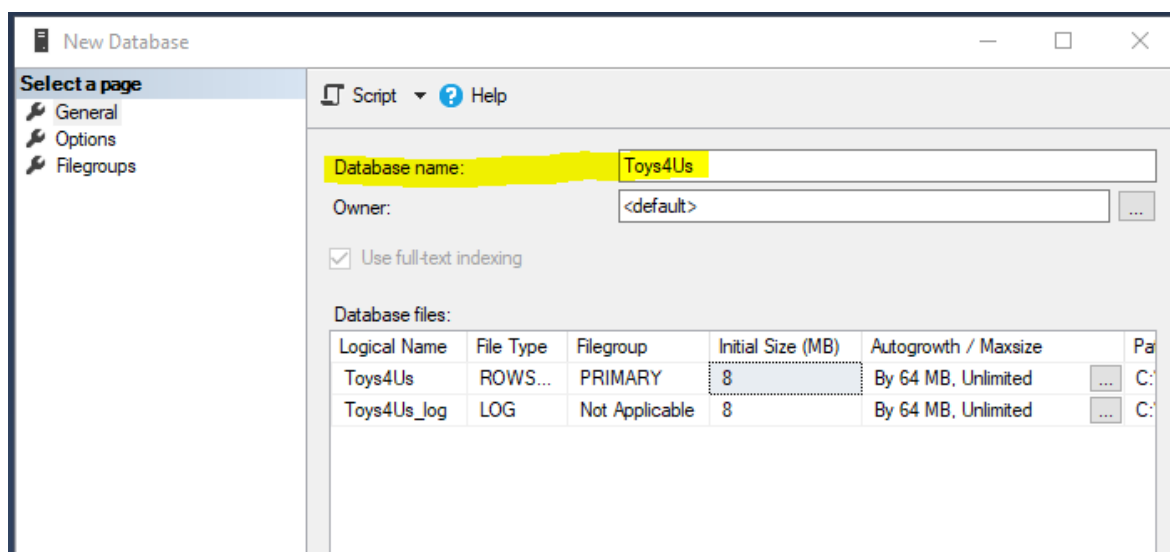 New Database
Select a page
General
Options
Filegroups
Script Help
Database name: Toys4Us
Owner: <default> ...
Use full-text indexing
Database files:
Logical Name File Type Filegroup Initial Size (MB) Autogrowth / Maxsize
Toys4Us ROWS... PRIMARY 8 By 64 MB, Unlimited ... C:
Toys4Us_log LOG Not Applicable 8 By 64 MB, Unlimited ... C: